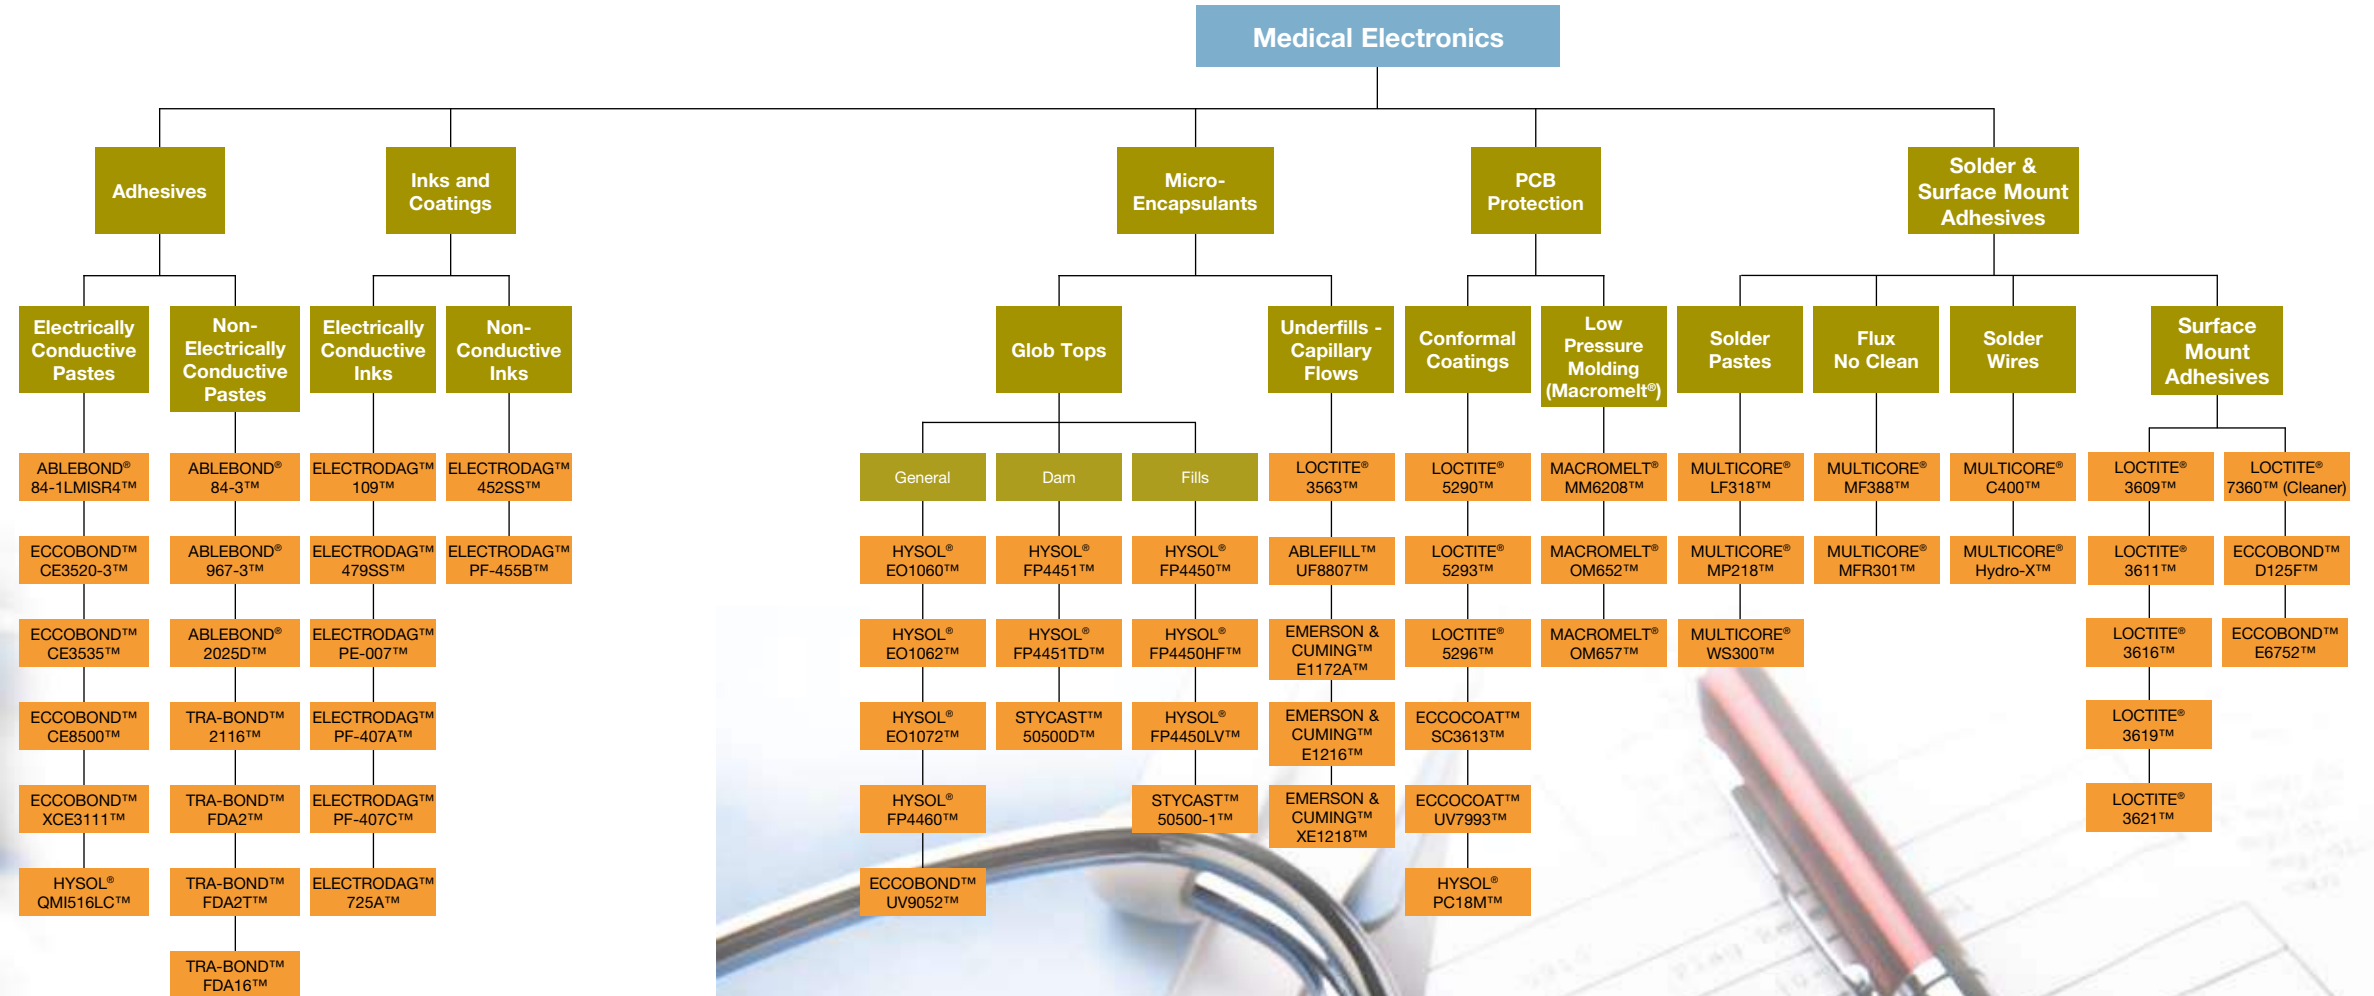 Medical Electronics
Adhesives
Inks and
Coatings
Micro-
Encapsulants
PCB
Protection
Solder &
Surface Mount
Adhesives
Electrically
Conductive
Pastes
Non-
Electrically
Conductive
Pastes
Electrically
Conductive
Inks
Non-
Conductive
Inks
Glob Tops
Underfills -
Capillary
Flows
Conformal
Coatings
Low
Pressure
Molding
(Macromelt®)
Solder
Pastes
Flux
No Clean
Solder
Wires
Surface
Mount
Adhesives
ABLEBOND®
84-1LMISR4™
ECCOBOND™
CE3520-3™
ECCOBOND™
CE3535™
ECCOBOND™
CE8500™
ECCOBOND™
XCE3111™
HYSOL®
QMI516LC™
ABLEBOND®
84-3™
ABLEBOND®
967-3™
ABLEBOND®
2025D™
TRA-BOND™
2116™
TRA-BOND™
FDA2™
TRA-BOND™
FDA2T™
TRA-BOND™
FDA16™
ELECTRODAG™
109™
ELECTRODAG™
479SS™
ELECTRODAG™
PE-007™
ELECTRODAG™
PF-407A™
ELECTRODAG™
PF-407C™
ELECTRODAG™
725A™
ELECTRODAG™
452SS™
ELECTRODAG™
PF-455B™
General
HYSOL®
EO1060™
HYSOL®
EO1062™
HYSOL®
EO1072™
HYSOL®
FP4460™
ECCOBOND™
UV9052™
Dam
HYSOL®
FP4451™
HYSOL®
FP4451TD™
STYCAST™
50500D™
Fills
HYSOL®
FP4450™
HYSOL®
FP4450HF™
HYSOL®
FP4450LV™
STYCAST™
50500-1™
LOCTITE®
3563™
ABLEFILL™
UF8807™
EMERSON &
CUMING™
E1172A™
EMERSON &
CUMING™
E1216™
EMERSON &
CUMING™
XE1218™
LOCTITE®
5290™
LOCTITE®
5293™
LOCTITE®
5296™
ECCOCOAT™
SC3613™
ECCOCOAT™
UV7993™
HYSOL®
PC18M™
MACROMELT®
MM6208™
MACROMELT®
OM652™
MACROMELT®
OM657™
MULTICORE®
LF318™
MULTICORE®
MP218™
MULTICORE®
WS300™
MULTICORE®
MF388™
MULTICORE®
MFR301™
MULTICORE®
C400™
MULTICORE®
Hydro-X™
LOCTITE®
3609™
LOCTITE®
3611™
LOCTITE®
3616™
LOCTITE®
3619™
LOCTITE®
3621™
LOCTITE®
7360™ (Cleaner)
ECCOBOND™
D125F™
ECCOBOND™
E6752™